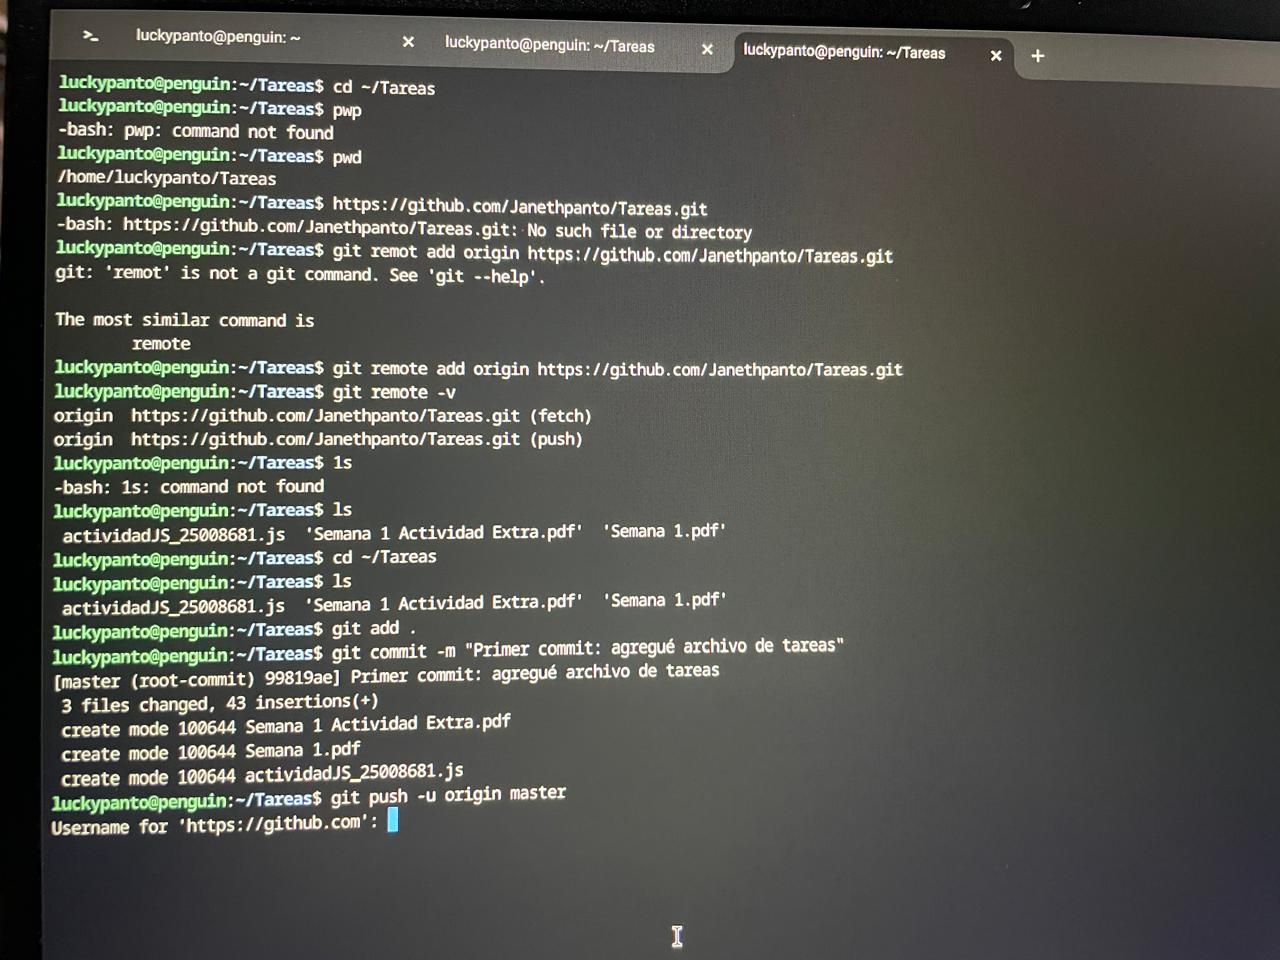 luckypanto@penguin: ~
luckypanto@penguin: ~/Tareas
luckypanto@penguin: ~/Tareas
luckypanto@penguin:~/Tareas$ cd ~/Tareas
luckypanto@penguin:~/Tareas$ pwp
-bash: pwp: command not found
luckypanto@penguin:~/Tareas$ pwd
/home/luckypanto/Tareas
luckypanto@penguin:~/Tareas$ https://github.com/Janethpanto/Tareas.git
-bash: https://github.com/Janethpanto/Tareas.git: No such file or directory
luckypanto@penguin:~/Tareas$ git remot add origin https://github.com/Janethpanto/Tareas.git
git: 'remot' is not a git command. See 'git --help'.
The most similar command is
remote
luckypanto@penguin:~/Tareas$ git remote add origin https://github.com/Janethpanto/Tareas.git
luckypanto@penguin:~/Tareas$ git remote -v
origin https://github.com/Janethpanto/Tareas.git (fetch)
origin https://github.com/Janethpanto/Tareas.git (push)
luckypanto@penguin:~/Tareas$ 1s
-bash: 1s: command not found
luckypanto@penguin:~/Tareas$ ls
actividadJS_25008681.js 'Semana 1 Actividad Extra.pdf' 'Semana 1.pdf'
luckypanto@penguin:~/Tareas$ cd ~/Tareas
luckypanto@penguin:~/Tareas$ ls
actividadJS_25008681.js 'Semana 1 Actividad Extra.pdf' 'Semana 1.pdf'
luckypanto@penguin:~/Tareas$ git add .
luckypanto@penguin:~/Tareas$ git commit -m "Primer commit: agregué archivo de tareas"
[master (root-commit) 99819ae] Primer commit: agregué archivo de tareas
3 files changed, 43 insertions(+)
create mode 100644 Semana 1 Actividad Extra.pdf
create mode 100644 Semana 1.pdf
create mode 100644 actividadJS_25008681.js
luckypanto@penguin:~/Tareas$ git push -u origin master
Username for 'https://github.com':